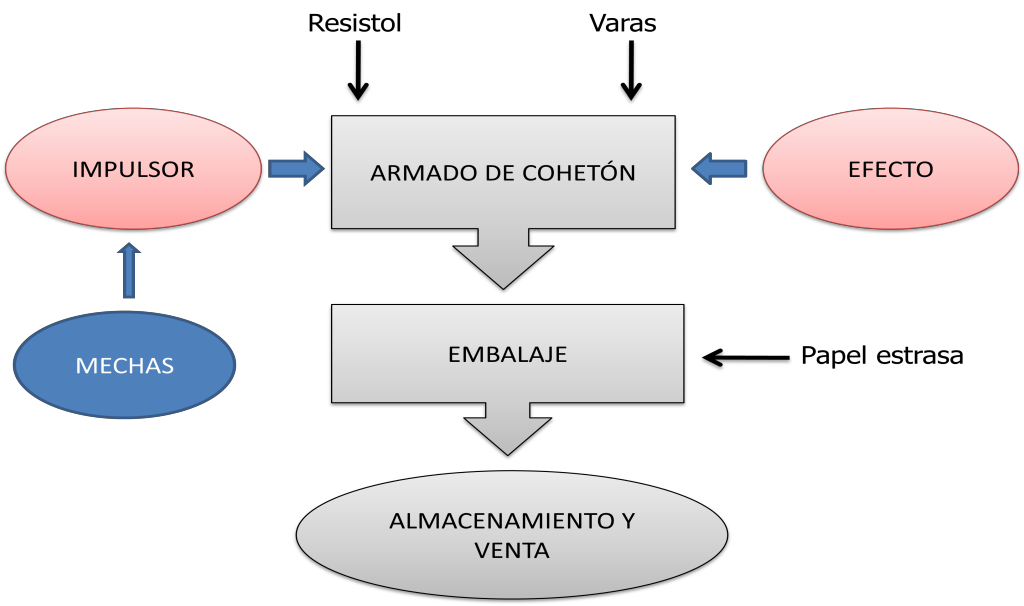 Resistol
Varas
IMPULSOR
ARMADO DE COHETÓN
EFECTO
MECHAS
EMBALAJE
Papel estrasa
ALMACENAMIENTO Y
VENTA